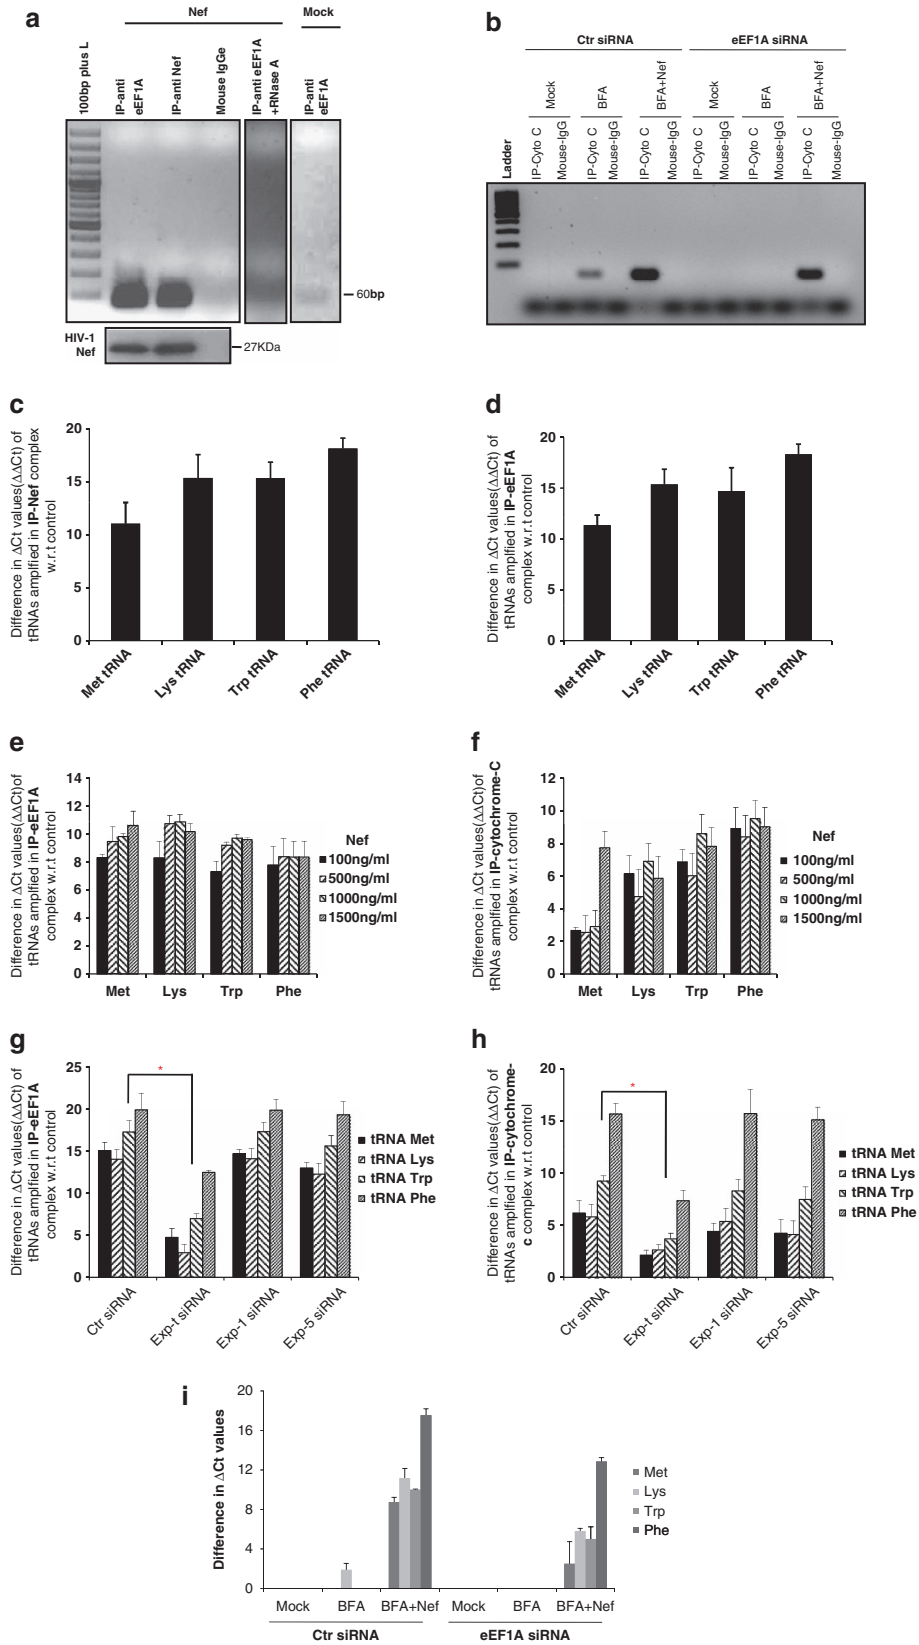 a
Nef
Mock
100bp plus L
IP-anti
eEF1A
IP-anti Nef
Mouse IgGe
IP-anti eEF1A
+RNase A
IP-anti
eEF1A
60bp
HIV-1
Nef
27KDa
b
Ctr siRNA
eEF1A siRNA
Mock
BFA
BFA+Nef
Mock
BFA
BFA+Nef
Ladder
IP-Cyto C
Mouse-IgG
IP-Cyto C
Mouse-IgG
IP-Cyto C
Mouse-IgG
IP-Cyto C
Mouse-IgG
IP-Cyto C
Mouse-IgG
IP-Cyto C
Mouse-IgG
c
Difference in ΔCt values(ΔΔCt) of
tRNAs amplfied in IP-Nef complex
w.r.t control
20
15
10
5
0
Met tRNA
Lys tRNA
Trp tRNA
Phe tRNA
d
Difference in ΔCt values(ΔΔCt) of
tRNAs amplfied in IP-eEF1A
complex w.r.t control
20
15
10
5
0
Met tRNA
Lys tRNA
Trp tRNA
Phe tRNA
e
Difference in ΔCt values(ΔΔCt)of
tRNAs amplfied in IP-eEF1A
complex w.r.t control
14
12
10
8
6
4
2
0
Met
Lys
Trp
Phe
Nef
100ng/ml
500ng/ml
1000ng/ml
1500ng/ml
f
Difference in ΔCt values(ΔΔCt)of
tRNAs amplfied in IP-cytochrome-C
complex w.r.t control
12
10
8
6
4
2
0
Met
Lys
Trp
Phe
Nef
100ng/ml
500ng/ml
1000ng/ml
1500ng/ml
g
Difference in ΔCt values(ΔΔCt) of
tRNAs amplfied in IP-eEF1A
complex w.r.t control
25
20
15
10
5
0
*
Ctr siRNA
Exp-t siRNA
Exp-1 siRNA
Exp-5 siRNA
tRNA Met
tRNA Lys
tRNA Trp
tRNA Phe
h
Difference in ΔCt values(ΔΔCt) of
tRNAs amplfied in IP-cytochrome-
c complex w.r.t control
20
15
10
5
0
*
Ctr siRNA
Exp-t siRNA
Exp-1 siRNA
Exp-5 siRNA
tRNA Met
tRNA Lys
tRNA Trp
tRNA Phe
i
Difference in ΔCt values
20
16
12
8
4
0
Mock
BFA
BFA+Nef
Mock
BFA
BFA+Nef
Ctr siRNA
eEF1A siRNA
Met
Lys
Trp
Phe